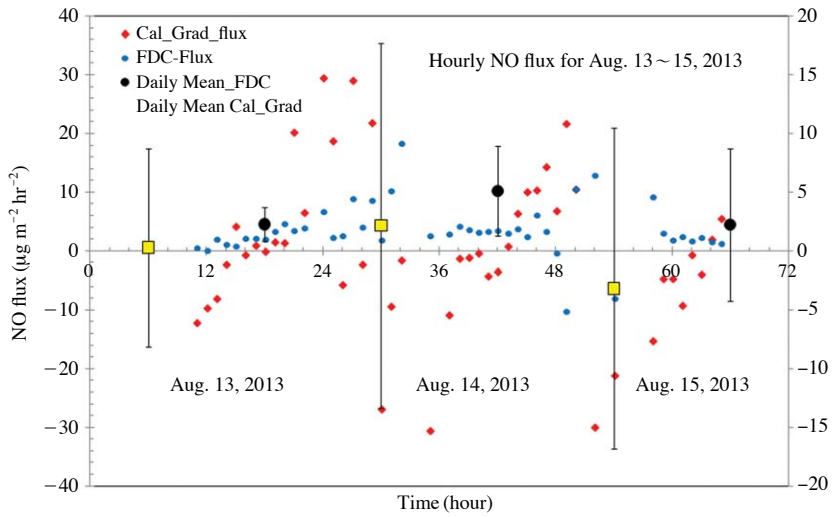 40
30
20
10
0
−10
−20
−30
−40
NO flux (µg m−2 hr−2)
20
15
10
5
0
−5
−10
−15
−20
Cal_Grad_flux
FDC-Flux
Daily Mean_FDC
Daily Mean Cal_Grad
Hourly NO flux for Aug. 13～15, 2013
0 12 24 36 48 60 72
Aug. 13, 2013
Aug. 14, 2013
Aug. 15, 2013
Time (hour)